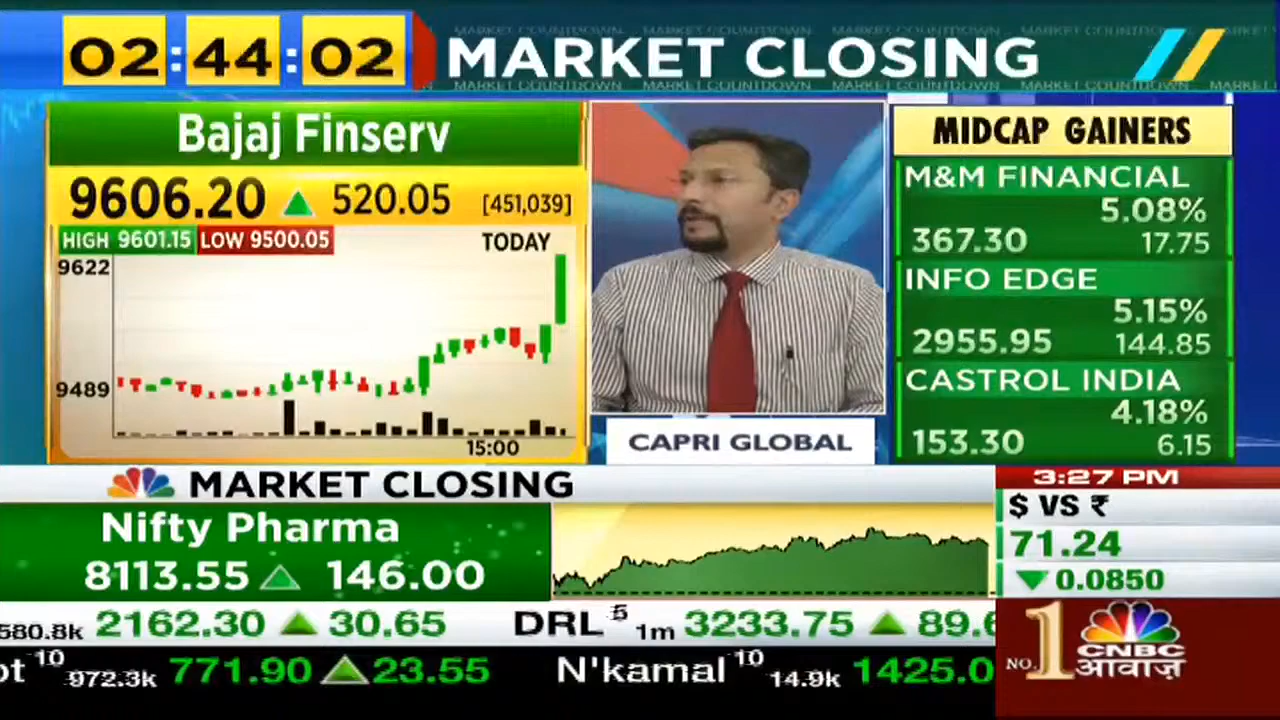 02:44:02 MARKET CLOSING
Bajaj Finserv
9606.20 ▲ 520.05 [451,039]
HIGH 9601.15 LOW 9500.05 TODAY
9622
9489
15:00
CAPRI GLOBAL
MIDCAP GAINERS
M&M FINANCIAL
5.08%
367.30 17.75
INFO EDGE
5.15%
2955.95 144.85
CASTROL INDIA
4.18%
153.30 6.15
MARKET CLOSING
Nifty Pharma
8113.55 ▲ 146.00
3:27 PM
$ VS ₹
71.24
▼ 0.0850
580.8k 2162.30 ▲ 30.65 DRL 5 1m 3233.75 ▲ 89.6
ot 10 972.3k 771.90 ▲ 23.55 N'kamal 10 14.9k 1425.0
NO. 1 CNBC
आवाज़